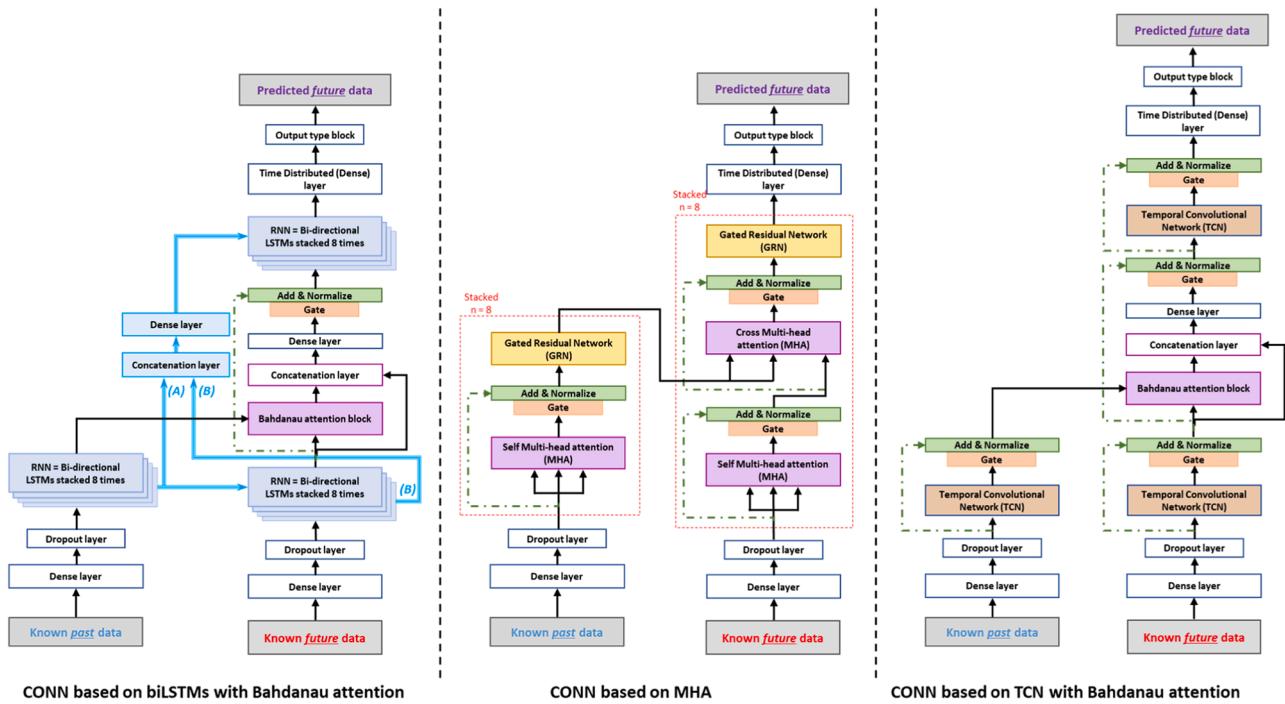 Predicted future data
Output type block
Time Distributed (Dense)
layer
RNN = Bi-directional
LSTMs stacked 8 times
Add & Normalize
Gate
Dense layer
Dense layer
Concatenation layer
Concatenation layer
(A)
(B)
Bahdanau attention block
RNN = Bi-directional
LSTMs stacked 8 times
RNN = Bi-directional
LSTMs stacked 8 times
(B)
Dropout layer
Dropout layer
Dense layer
Dense layer
Known past data
Known future data
CONN based on biLSTMs with Bahdanau attention
Predicted future data
Output type block
Time Distributed (Dense)
layer
Stacked
n = 8
Gated Residual Network
(GRN)
Add & Normalize
Gate
Cross Multi-head
attention (MHA)
Stacked
n = 8
Gated Residual Network
(GRN)
Add & Normalize
Gate
Self Multi-head attention
(MHA)
Add & Normalize
Gate
Self Multi-head attention
(MHA)
Dropout layer
Dropout layer
Dense layer
Dense layer
Known past data
Known future data
CONN based on MHA
Predicted future data
Output type block
Time Distributed (Dense)
layer
Add & Normalize
Gate
Temporal Convolutional
Network (TCN)
Add & Normalize
Gate
Dense layer
Concatenation layer
Bahdanau attention block
Add & Normalize
Gate
Temporal Convolutional
Network (TCN)
Add & Normalize
Gate
Temporal Convolutional
Network (TCN)
Dropout layer
Dropout layer
Dense layer
Dense layer
Known past data
Known future data
CONN based on TCN with Bahdanau attention